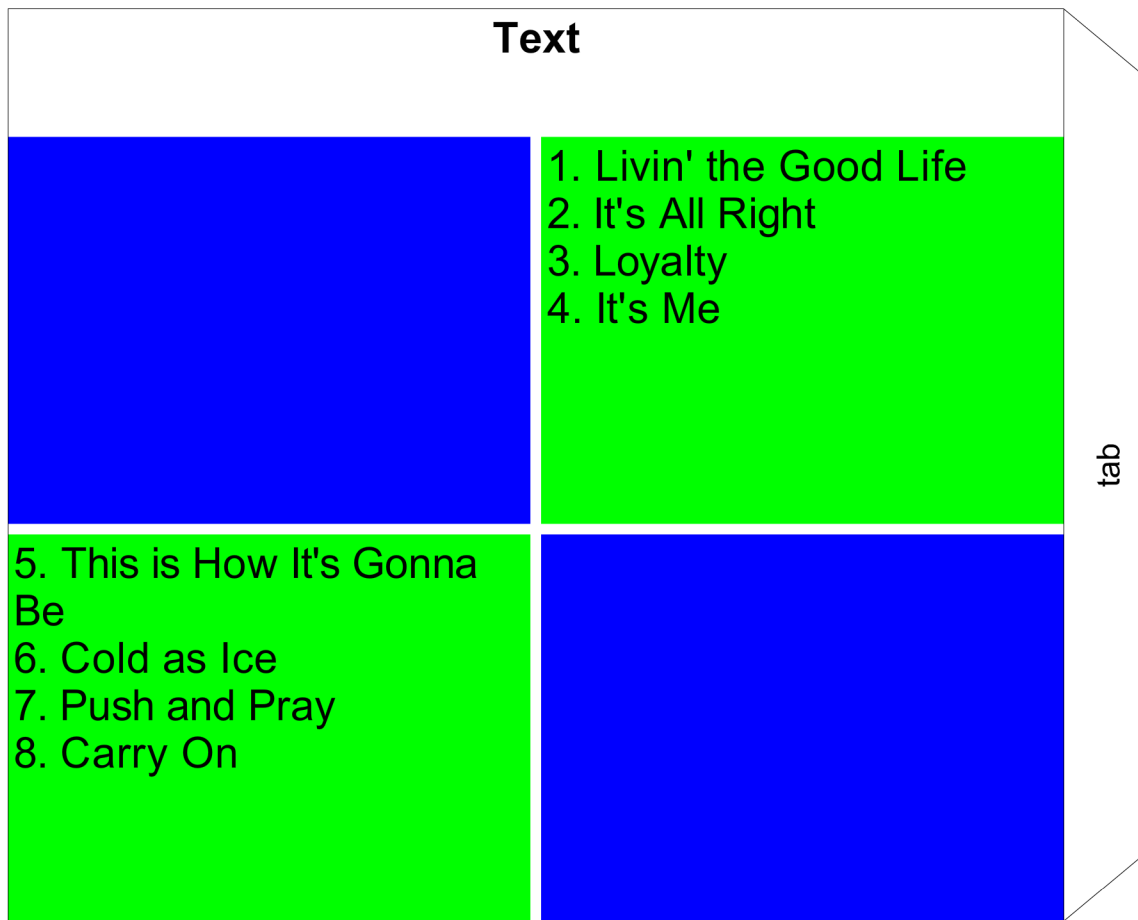 Text
1. Livin' the Good Life
2. It's All Right
3. Loyalty
4. It's Me
5. This is How It's Gonna
Be
6. Cold as Ice
7. Push and Pray
8. Carry On
tab